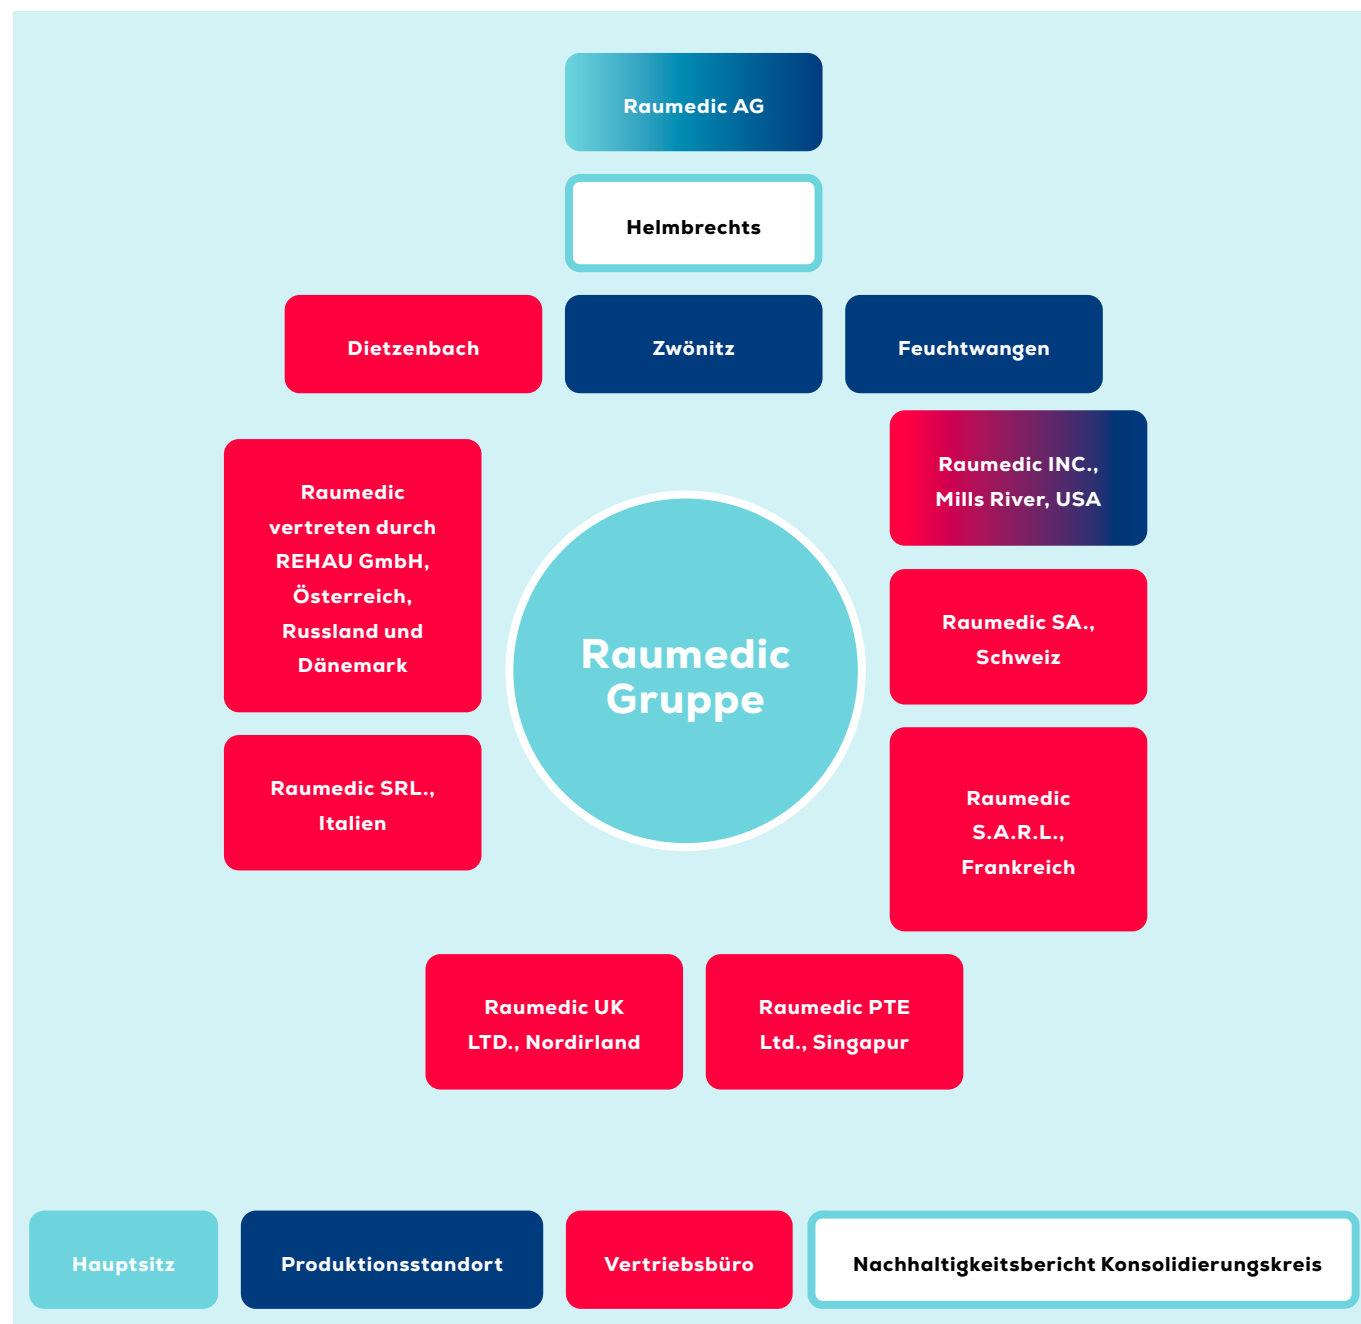 Raumedic AG
Helmbrechts
Dietzenbach
Zwönitz
Feuchtwangen
Raumedic
vertreten durch
REHAU GmbH,
Österreich,
Russland und
Dänemark
Raumedic SRL.,
Italien
Raumedic
Gruppe
Raumedic INC.,
Mills River, USA
Raumedic SA.,
Schweiz
Raumedic
S.A.R.L.,
Frankreich
Raumedic UK
LTD., Nordirland
Raumedic PTE
Ltd., Singapur
Hauptsitz
Produktionsstandort
Vertriebsbüro
Nachhaltigkeitsbericht Konsolidierungskreis